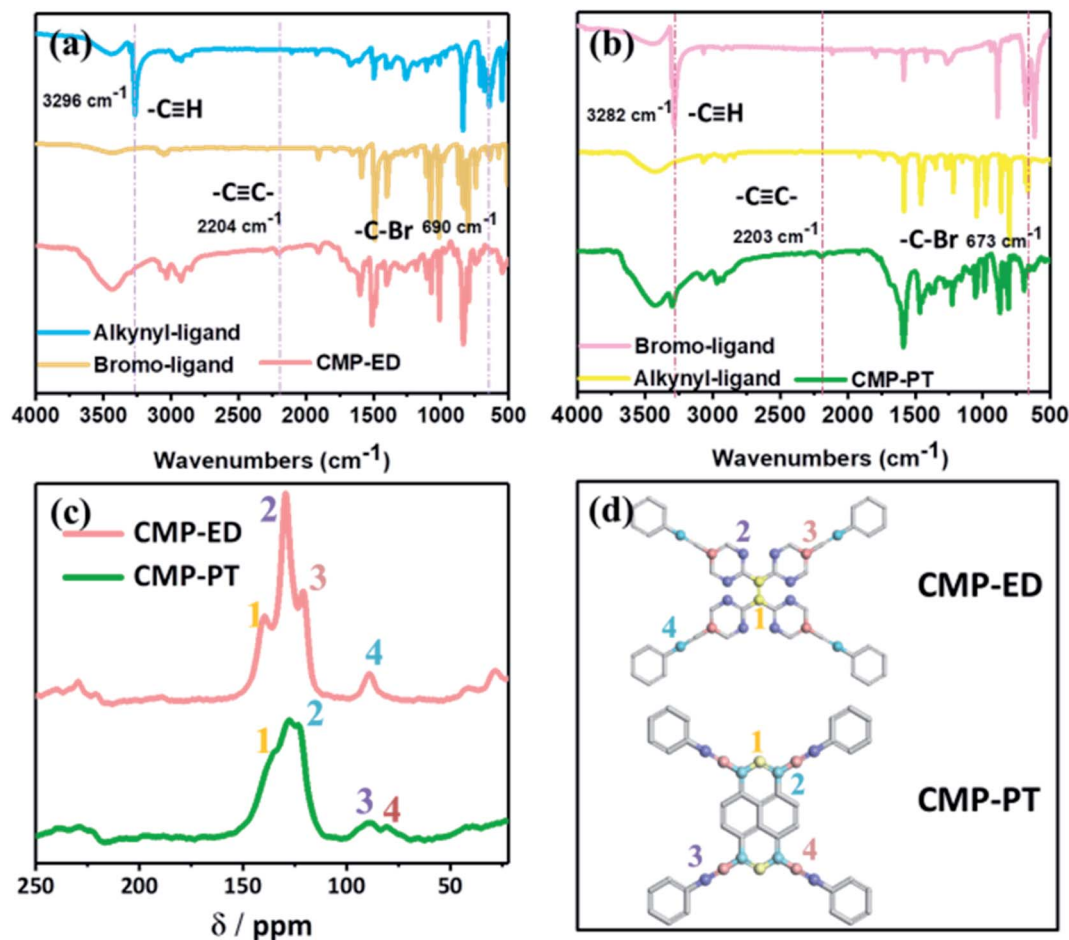 (a)
3296 cm⁻¹
-C≡H
-C≡C-
2204 cm⁻¹
-C-Br 690 cm⁻¹
Alkynyl-ligand
Bromo-ligand
CMP-ED
4000 3500 3000 2500 2000 1500 1000 500
Wavenumbers (cm⁻¹)
(b)
3282 cm⁻¹
-C≡H
-C≡C-
2203 cm⁻¹
-C-Br 673 cm⁻¹
Bromo-ligand
Alkynyl-ligand
CMP-PT
4000 3500 3000 2500 2000 1500 1000 500
Wavenumbers (cm⁻¹)
(c)
CMP-ED
CMP-PT
1 2 3 4
1 2 3 4
250 200 150 100 50
δ / ppm
(d)
2 3
1
4
CMP-ED
1
2
3 4
CMP-PT